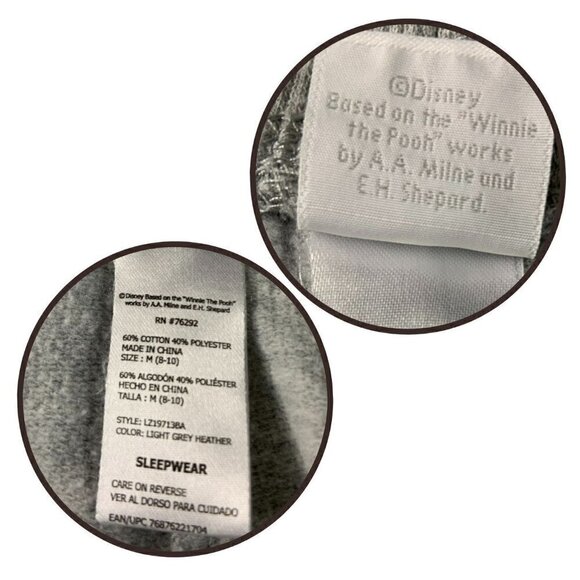 ©Disney
Based on the "Winnie
the Pooh" works
by A.A. Milne and
E.H. Shepard.
©Disney Based on the "Winnie The Pooh"
works by A.A. Milne and E.H. Shepard
RN #76292
60% COTTON 40% POLYESTER
MADE IN CHINA
SIZE : M (8-10)
60% ALGODÓN 40% POLIÉSTER
HECHO EN CHINA
TALLA : M (8-10)
STYLE: LZ19713BA
COLOR: LIGHT GREY HEATHER
SLEEPWEAR
CARE ON REVERSE
VER AL DORSO PARA CUIDADO
EAN/UPC 76876221704